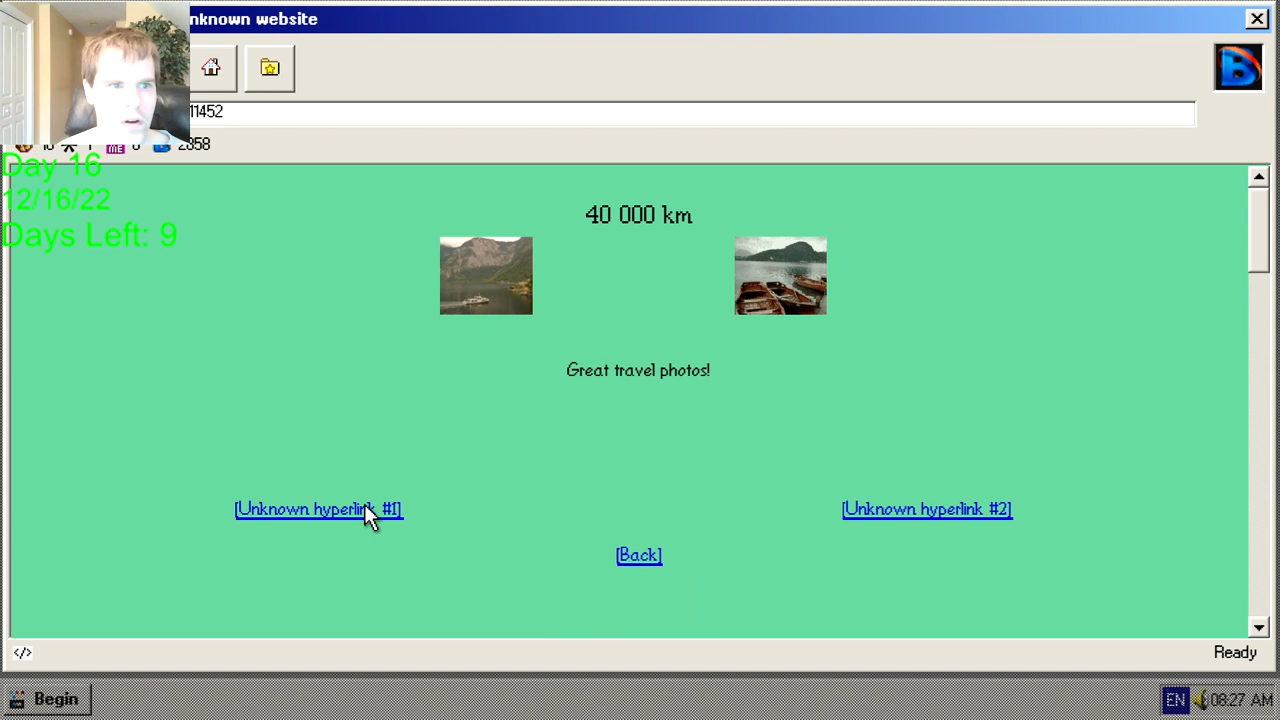 nknown website
11452
2858
Day 16
12/16/22
Days Left: 9
40 000 km
Great travel photos!
[Unknown hyperlink #1]
[Unknown hyperlink #2]
[Back]
</>
Ready
Begin
EN
08:27 AM